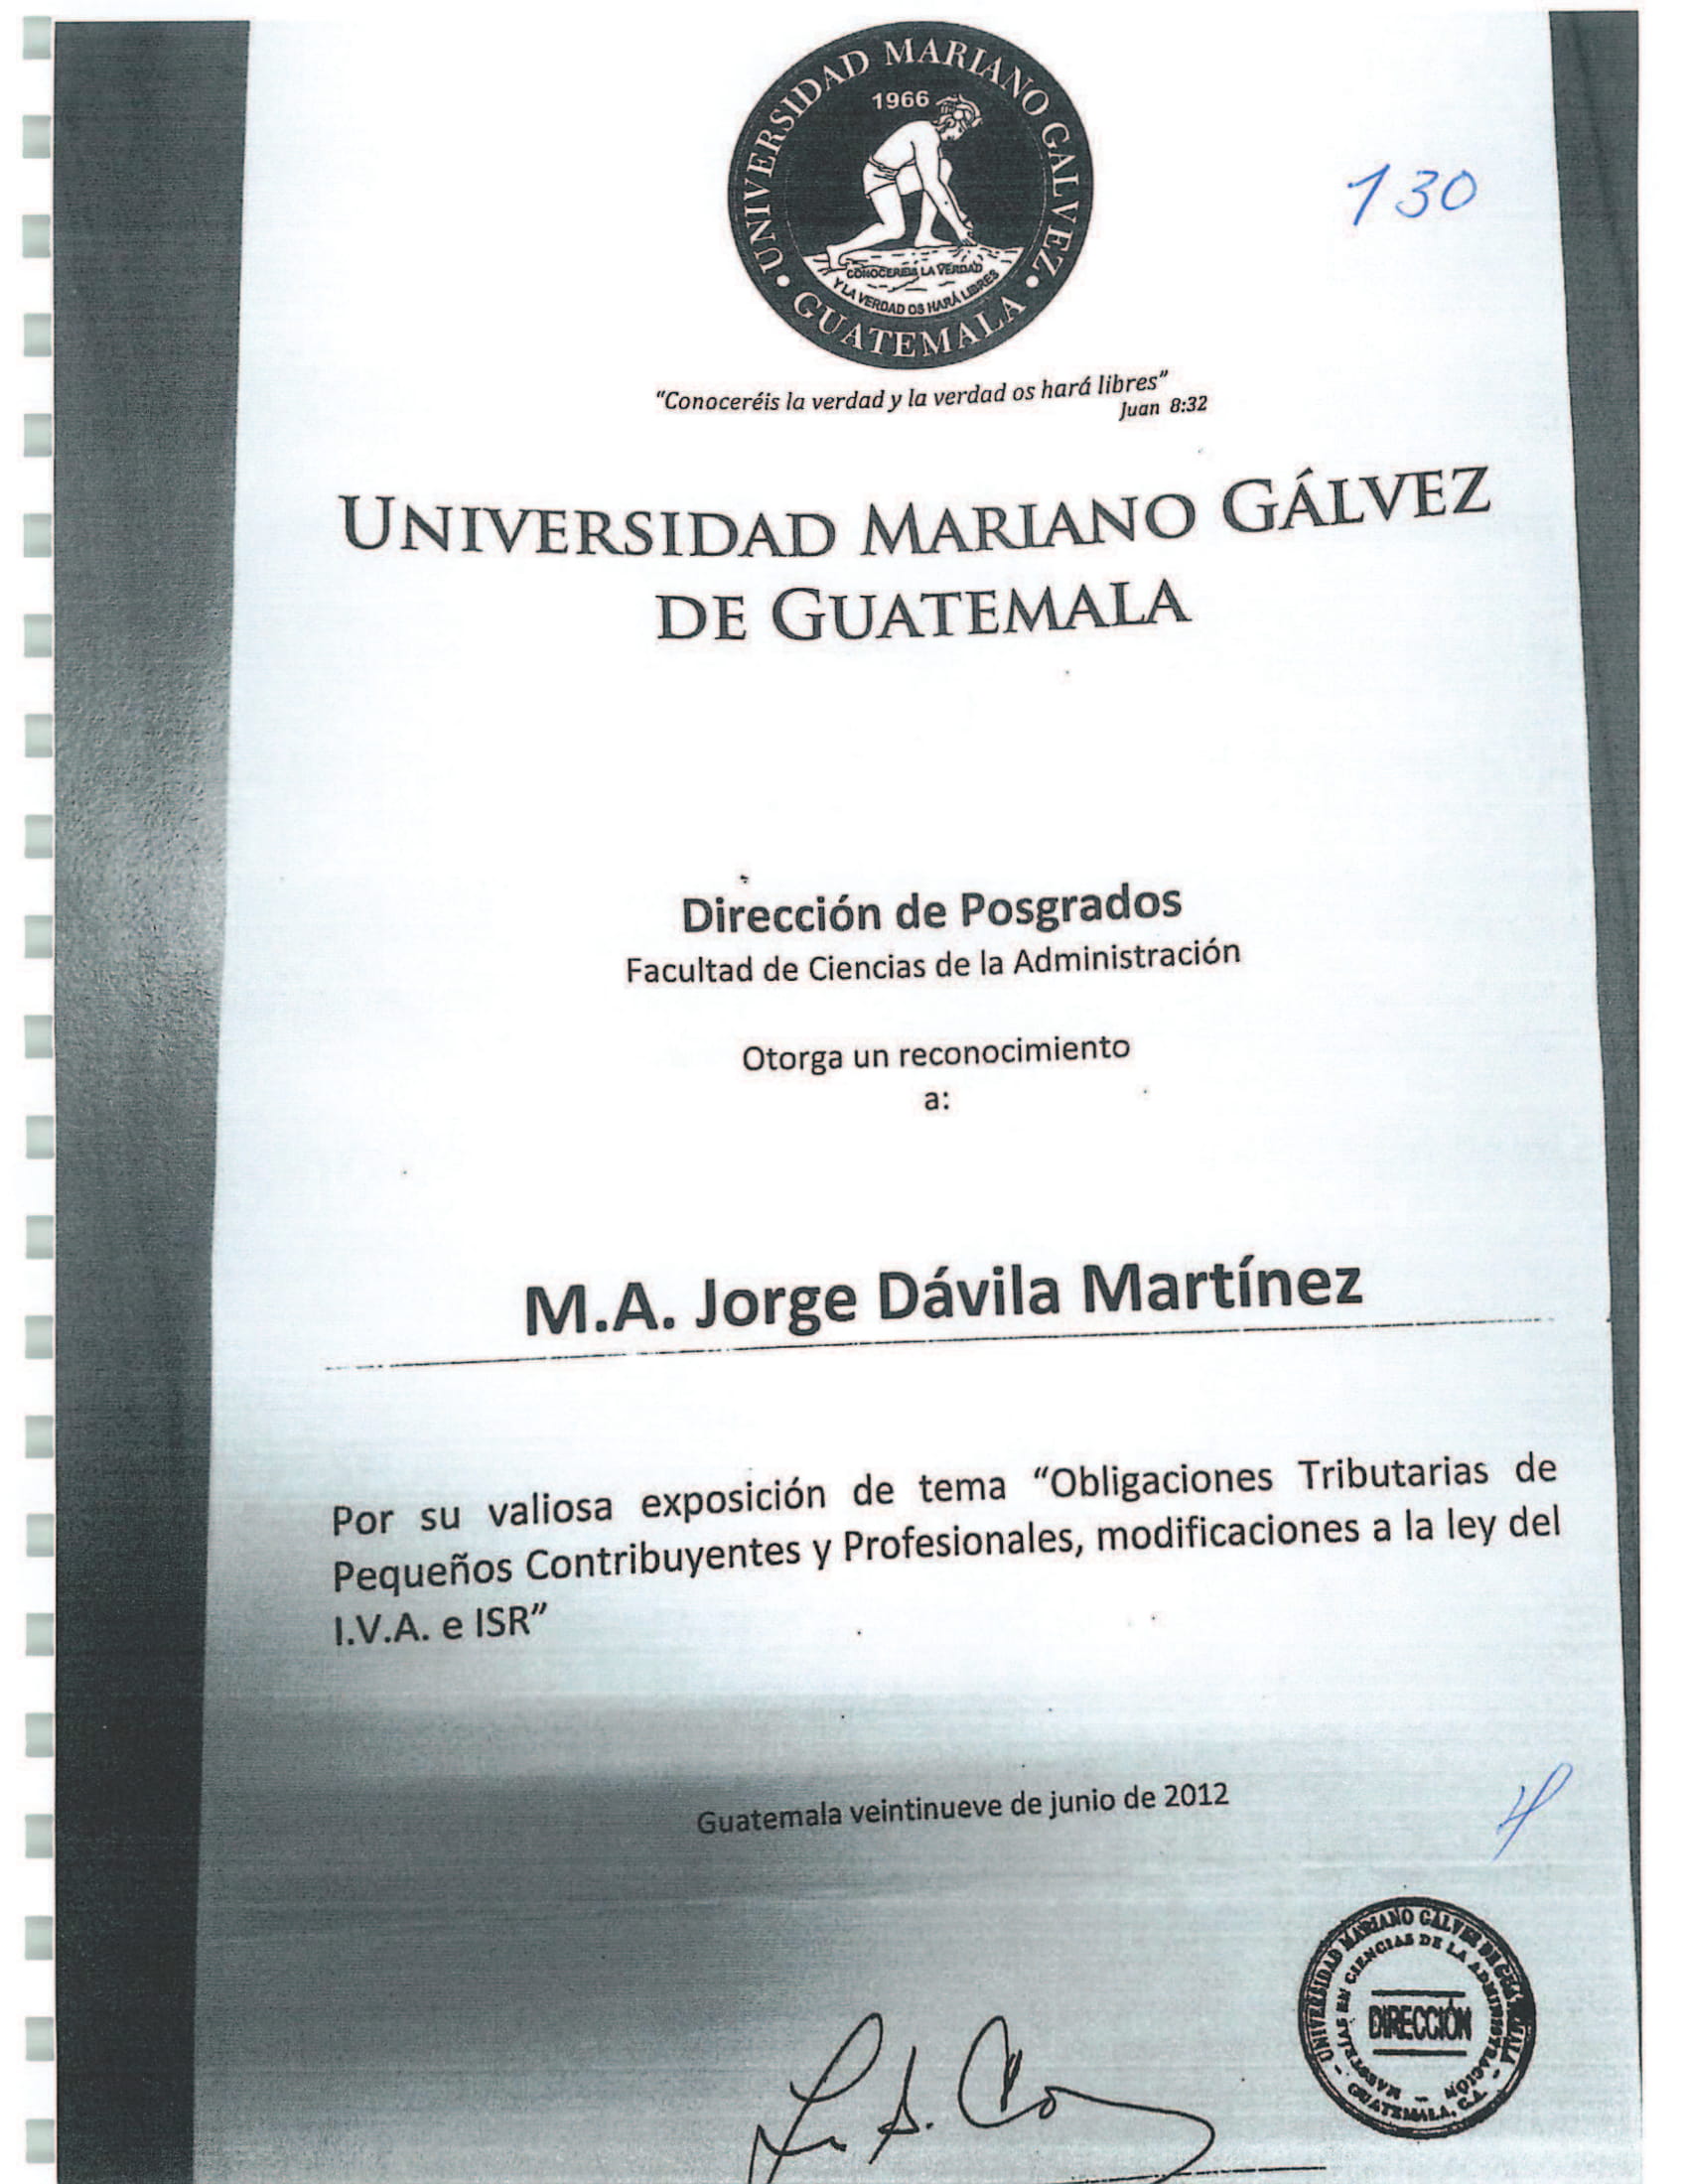 UNIVERSIDAD MARIANO GALVEZ
1966
CONOCEREIS LA VERDAD
Y LA VERDAD OS HARÁ LIBRES
GUATEMALA
130
"Conoceréis la verdad y la verdad os hará libres"
Juan 8:32
UNIVERSIDAD MARIANO GÁLVEZ
DE GUATEMALA
Dirección de Posgrados
Facultad de Ciencias de la Administración
Otorga un reconocimiento
a:
M.A. Jorge Dávila Martínez
Por su valiosa exposición de tema "Obligaciones Tributarias de
Pequeños Contribuyentes y Profesionales, modificaciones a la ley del
I.V.A. e ISR"
Guatemala veintinueve de junio de 2012
UNIVERSIDAD MARIANO GALVEZ DE GUATEMALA
MAESTRIAS EN CIENCIAS DE LA ADMINISTRACIÓN
DIRECCIÓN
GUATEMALA, C.A.